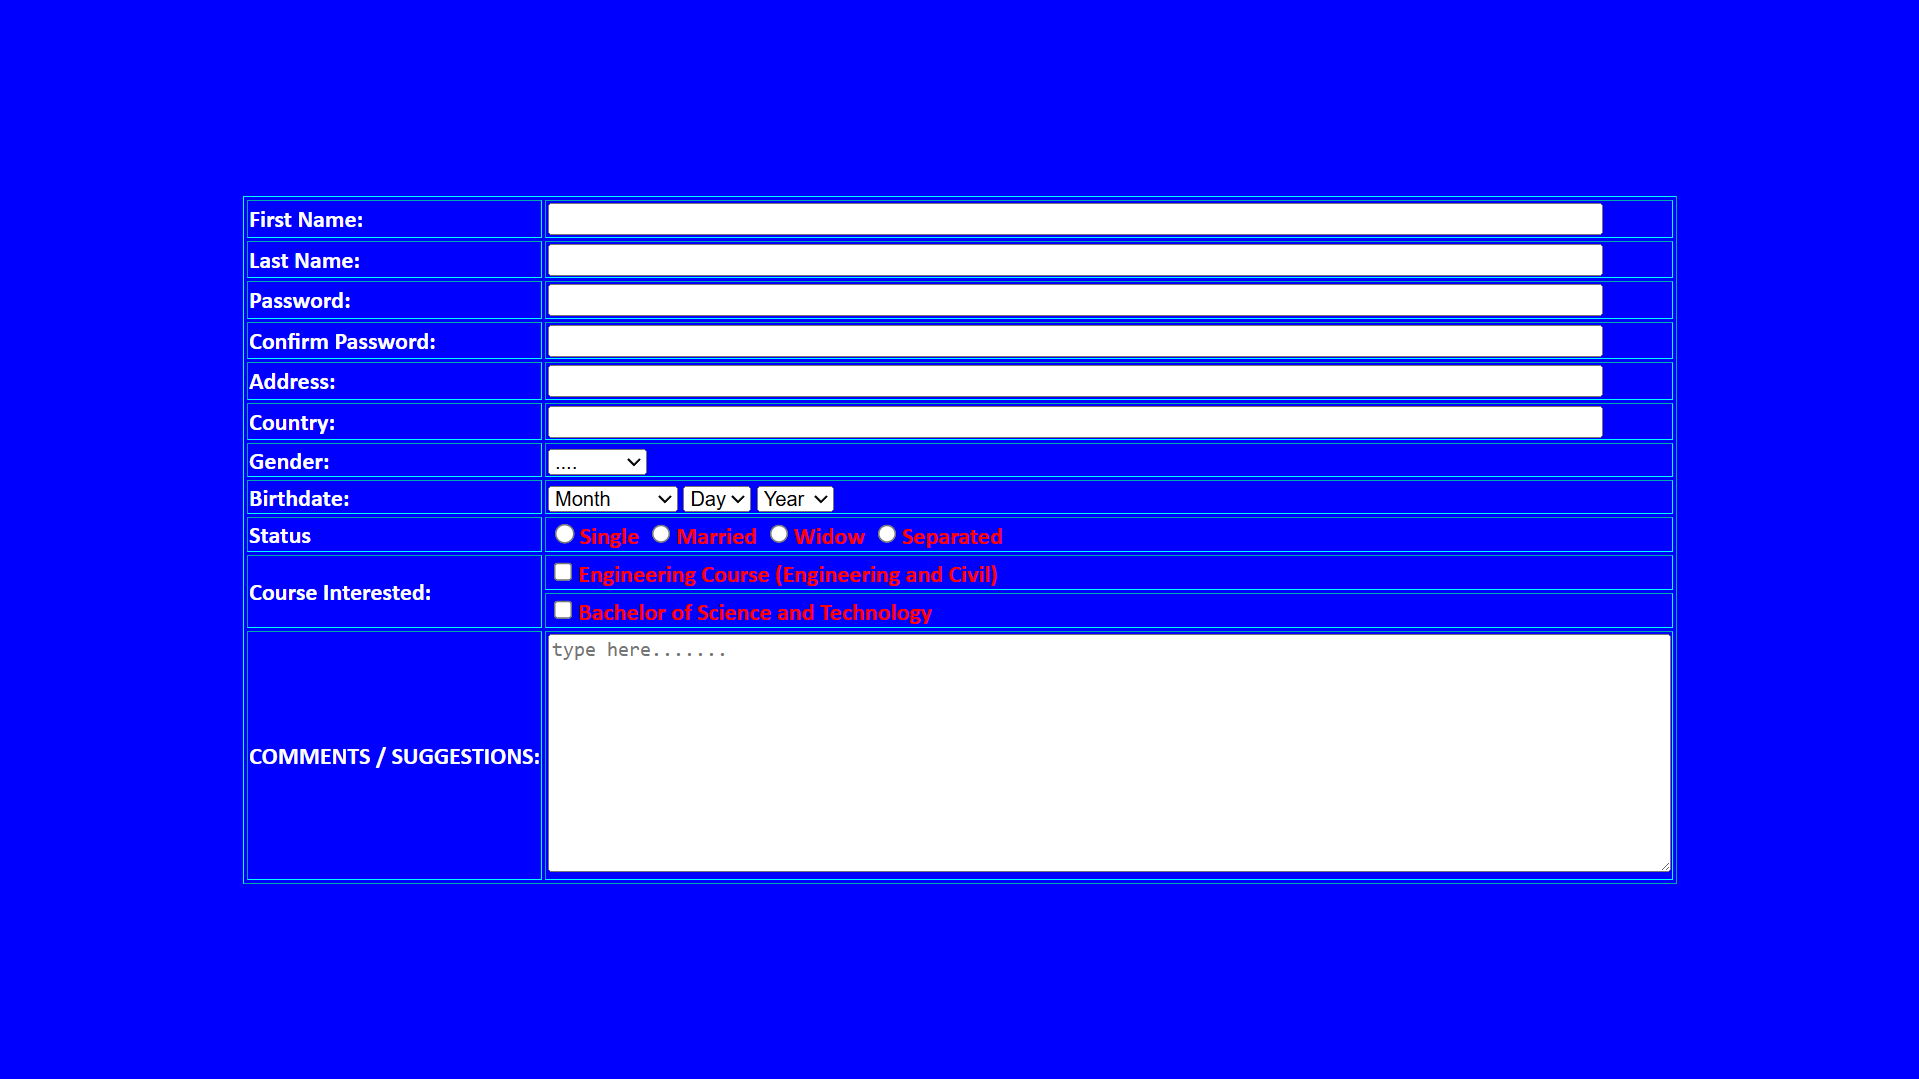 First Name:
Last Name:
Password:
Confirm Password:
Address:
Country:
Gender: ....
Birthdate: Month Day Year
Status Single Married Widow Separated
Course Interested:
Engineering Course (Engineering and Civil)
Bachelor of Science and Technology
COMMENTS / SUGGESTIONS:
type here.......